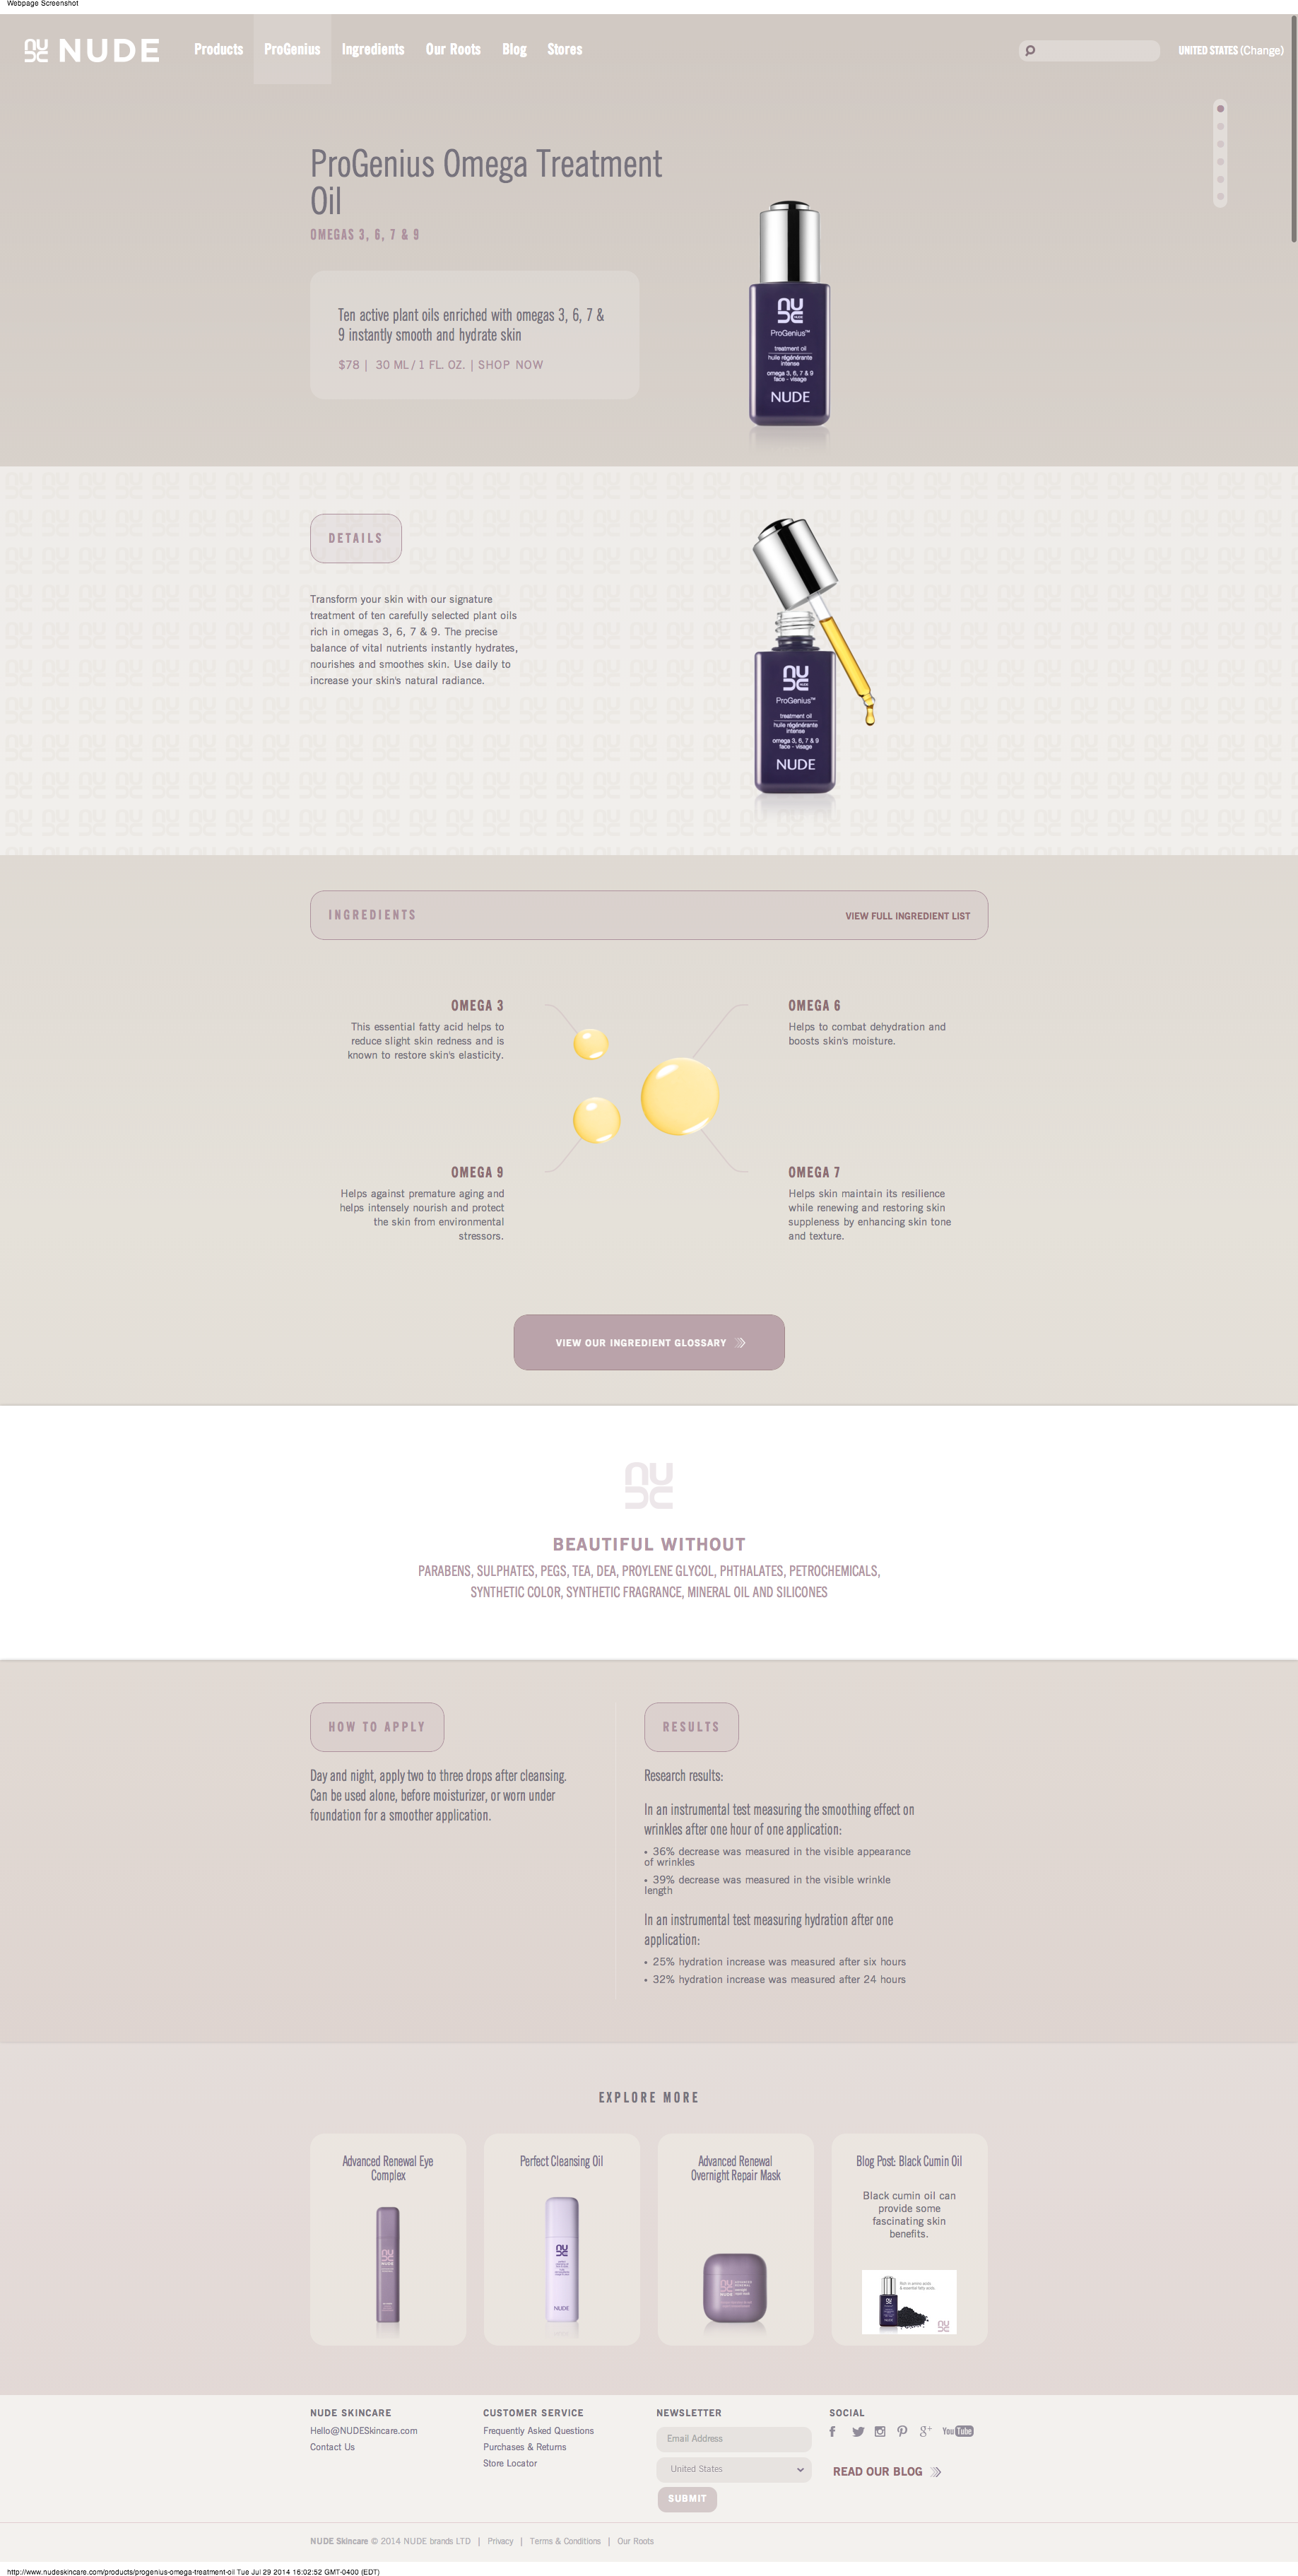 Webpage Screenshot
NUDE
Products ProGenius Ingredients Our Roots Blog Stores
UNITED STATES (Change)
ProGenius Omega Treatment
Oil
OMEGAS 3, 6, 7 & 9
Ten active plant oils enriched with omegas 3, 6, 7 &
9 instantly smooth and hydrate skin
$78 | 30 ML / 1 FL. OZ. | SHOP NOW
NUDE
ProGenius™
treatment oil
huile régénérante
intense
omega 3, 6, 7 & 9
face - visage
NUDE
DETAILS
Transform your skin with our signature
treatment of ten carefully selected plant oils
rich in omegas 3, 6, 7 & 9. The precise
balance of vital nutrients instantly hydrates,
nourishes and smoothes skin. Use daily to
increase your skin's natural radiance.
NUDE
ProGenius™
treatment oil
huile régénérante
intense
omega 3, 6, 7 & 9
face - visage
NUDE
INGREDIENTS
VIEW FULL INGREDIENT LIST
OMEGA 3
This essential fatty acid helps to
reduce slight skin redness and is
known to restore skin's elasticity.
OMEGA 6
Helps to combat dehydration and
boosts skin's moisture.
OMEGA 9
Helps against premature aging and
helps intensely nourish and protect
the skin from environmental
stressors.
OMEGA 7
Helps skin maintain its resilience
while renewing and restoring skin
suppleness by enhancing skin tone
and texture.
VIEW OUR INGREDIENT GLOSSARY
BEAUTIFUL WITHOUT
PARABENS, SULPHATES, PEGS, TEA, DEA, PROYLENE GLYCOL, PHTHALATES, PETROCHEMICALS,
SYNTHETIC COLOR, SYNTHETIC FRAGRANCE, MINERAL OIL AND SILICONES
HOW TO APPLY
Day and night, apply two to three drops after cleansing.
Can be used alone, before moisturizer, or worn under
foundation for a smoother application.
RESULTS
Research results:
In an instrumental test measuring the smoothing effect on
wrinkles after one hour of one application:
• 36% decrease was measured in the visible appearance
of wrinkles
• 39% decrease was measured in the visible wrinkle
length
In an instrumental test measuring hydration after one
application:
• 25% hydration increase was measured after six hours
• 32% hydration increase was measured after 24 hours
EXPLORE MORE
Advanced Renewal Eye
Complex
NUDE
Perfect Cleansing Oil
NUDE
Advanced Renewal
Overnight Repair Mask
NUDE
Blog Post: Black Cumin Oil
Black cumin oil can
provide some
fascinating skin
benefits.
Rich in amino acids
& essential fatty acids
NUDE SKINCARE
Hello@NUDESkincare.com
Contact Us
CUSTOMER SERVICE
Frequently Asked Questions
Purchases & Returns
Store Locator
NEWSLETTER
Email Address
United States
SUBMIT
SOCIAL
You Tube
READ OUR BLOG
NUDE Skincare © 2014 NUDE brands LTD | Privacy | Terms & Conditions | Our Roots
http://www.nudeskincare.com/products/progenius-omega-treatment-oil Tue Jul 29 2014 16:02:52 GMT-0400 (EDT)